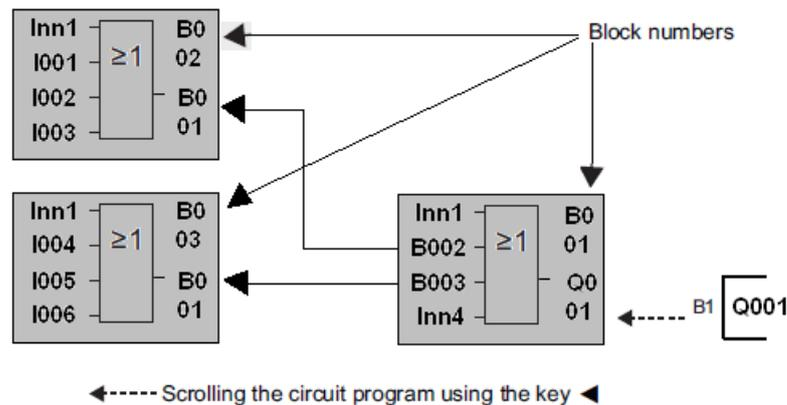 Inn1
B0
I001
≥1
02
I002
B0
I003
01
Block numbers
Inn1
B0
I004
≥1
03
I005
B0
I006
01
Inn1
B0
B002
≥1
01
B003
Q0
Inn4
01
B1
Q001
Scrolling the circuit program using the key